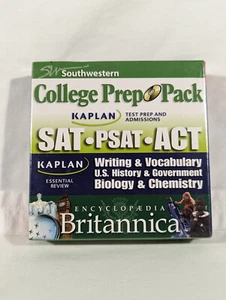 Southwestern
College Prep Pack
KAPLAN TEST PREP AND ADMISSIONS
SAT • PSAT • ACT
KAPLAN ESSENTIAL REVIEW
Writing & Vocabulary
U.S. History & Government
Biology & Chemistry
ENCYCLOPÆDIA
Britannica